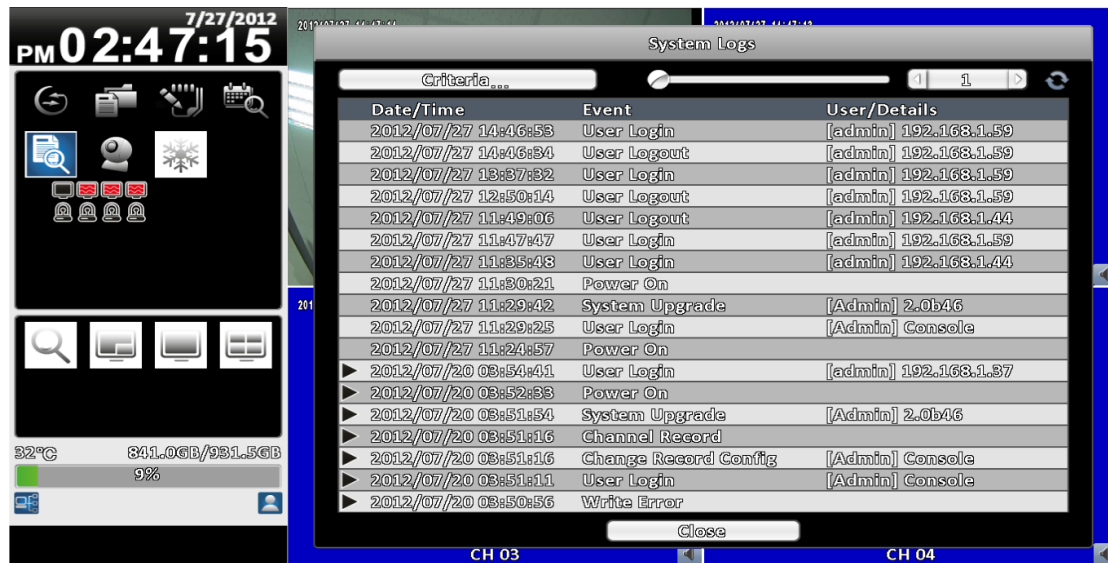 7/27/2012
PM 02:47:15
32°C 841.0GB/931.5GB
9%
System Logs
Criteria...
1
Date/Time Event User/Details
2012/07/27 14:46:53 User Login [admin] 192.168.1.59
2012/07/27 14:46:34 User Logout [admin] 192.168.1.59
2012/07/27 13:37:32 User Login [admin] 192.168.1.59
2012/07/27 12:50:14 User Logout [admin] 192.168.1.59
2012/07/27 11:49:06 User Logout [admin] 192.168.1.44
2012/07/27 11:47:47 User Login [admin] 192.168.1.59
2012/07/27 11:35:48 User Login [admin] 192.168.1.44
2012/07/27 11:30:21 Power On
2012/07/27 11:29:42 System Upgrade [Admin] 2.0b46
2012/07/27 11:29:25 User Login [Admin] Console
2012/07/27 11:24:57 Power On
2012/07/20 03:54:41 User Login [admin] 192.168.1.37
2012/07/20 03:52:33 Power On
2012/07/20 03:51:54 System Upgrade [Admin] 2.0b46
2012/07/20 03:51:16 Channel Record
2012/07/20 03:51:16 Change Record Config [Admin] Console
2012/07/20 03:51:11 User Login [Admin] Console
2012/07/20 03:50:56 Write Error
Close
201
CH 03
CH 04